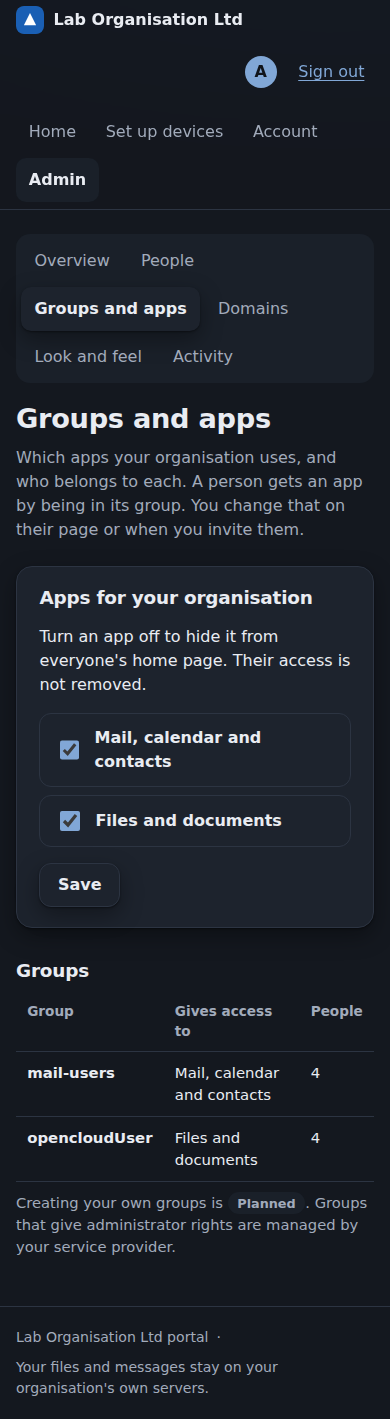 Lab Organisation Ltd
A
Sign out
Home
Set up devices
Account
Admin
Overview
People
Groups and apps
Domains
Look and feel
Activity
Groups and apps
Which apps your organisation uses, and
who belongs to each. A person gets an app
by being in its group. You change that on
their page or when you invite them.
Apps for your organisation
Turn an app off to hide it from
everyone's home page. Their access is
not removed.
Mail, calendar and
contacts
Files and documents
Save
Groups
Group
Gives access
to
People
mail-users
Mail, calendar
and contacts
4
opencloudUser
Files and
documents
4
Creating your own groups is Planned. Groups
that give administrator rights are managed by
your service provider.
Lab Organisation Ltd portal ·
Your files and messages stay on your
organisation's own servers.